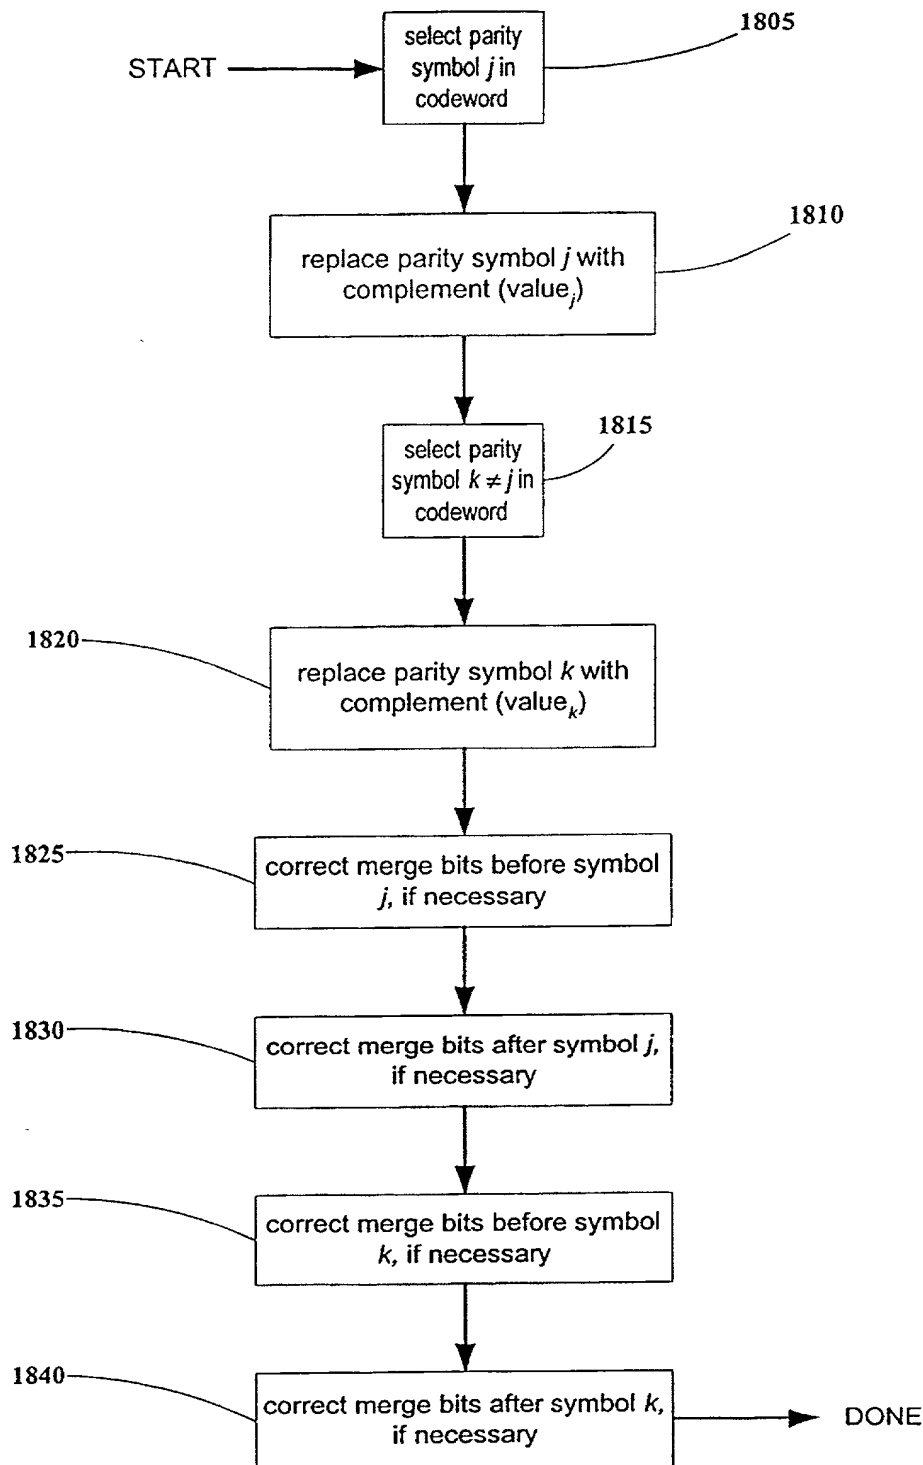 1805
select parity
symbol j in
codeword
START
1810
replace parity symbol j with
complement (valueⱼ)
1815
select parity
symbol k ≠ j in
codeword
1820
replace parity symbol k with
complement (valueₖ)
1825
correct merge bits before symbol
j, if necessary
1830
correct merge bits after symbol j,
if necessary
1835
correct merge bits before symbol
k, if necessary
1840
correct merge bits after symbol k,
if necessary
DONE